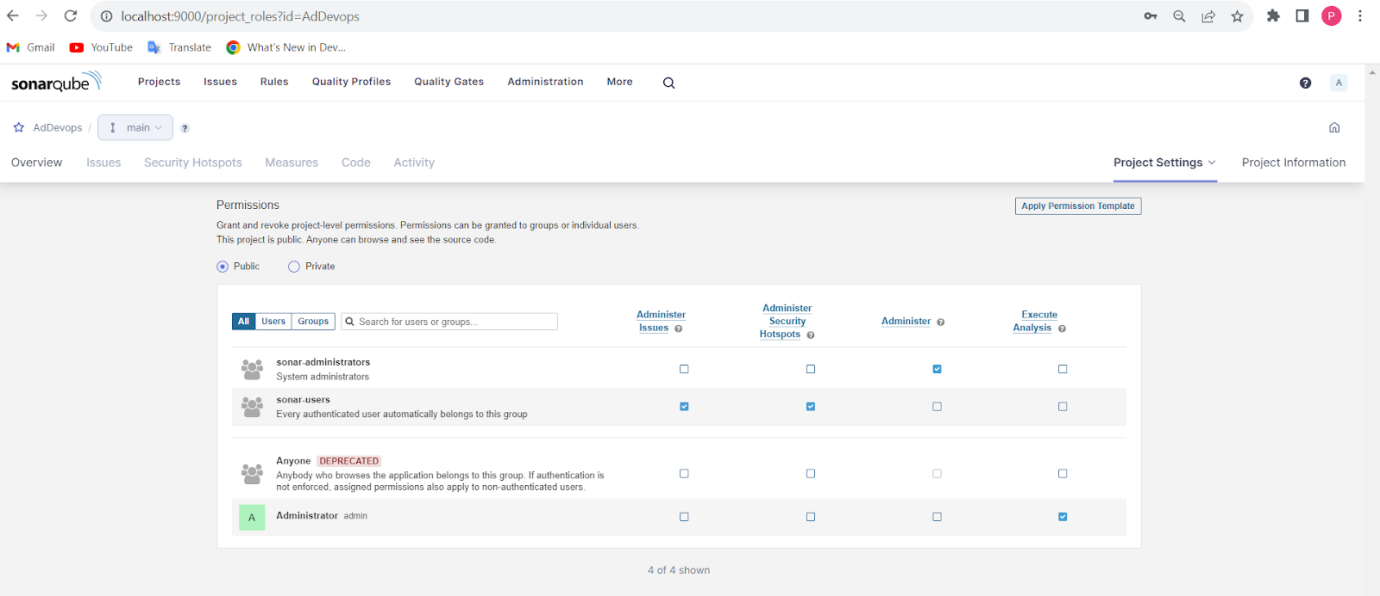 localhost:9000/project_roles?id=AdDevops
P
Gmail YouTube Translate What's New in Dev...
sonarqube Projects Issues Rules Quality Profiles Quality Gates Administration More ? A
AdDevops / main ?
Overview Issues Security Hotspots Measures Code Activity Project Settings Project Information
Permissions Apply Permission Template
Grant and revoke project-level permissions. Permissions can be granted to groups or individual users.
This project is public. Anyone can browse and see the source code.
Public Private
All Users Groups Search for users or groups...
Administer
Issues ?
Administer
Security
Hotspots ?
Administer ?
Execute
Analysis ?
sonar-administrators
System administrators
sonar-users
Every authenticated user automatically belongs to this group
Anyone DEPRECATED
Anybody who browses the application belongs to this group. If authentication is
not enforced, assigned permissions also apply to non-authenticated users.
A Administrator admin
4 of 4 shown